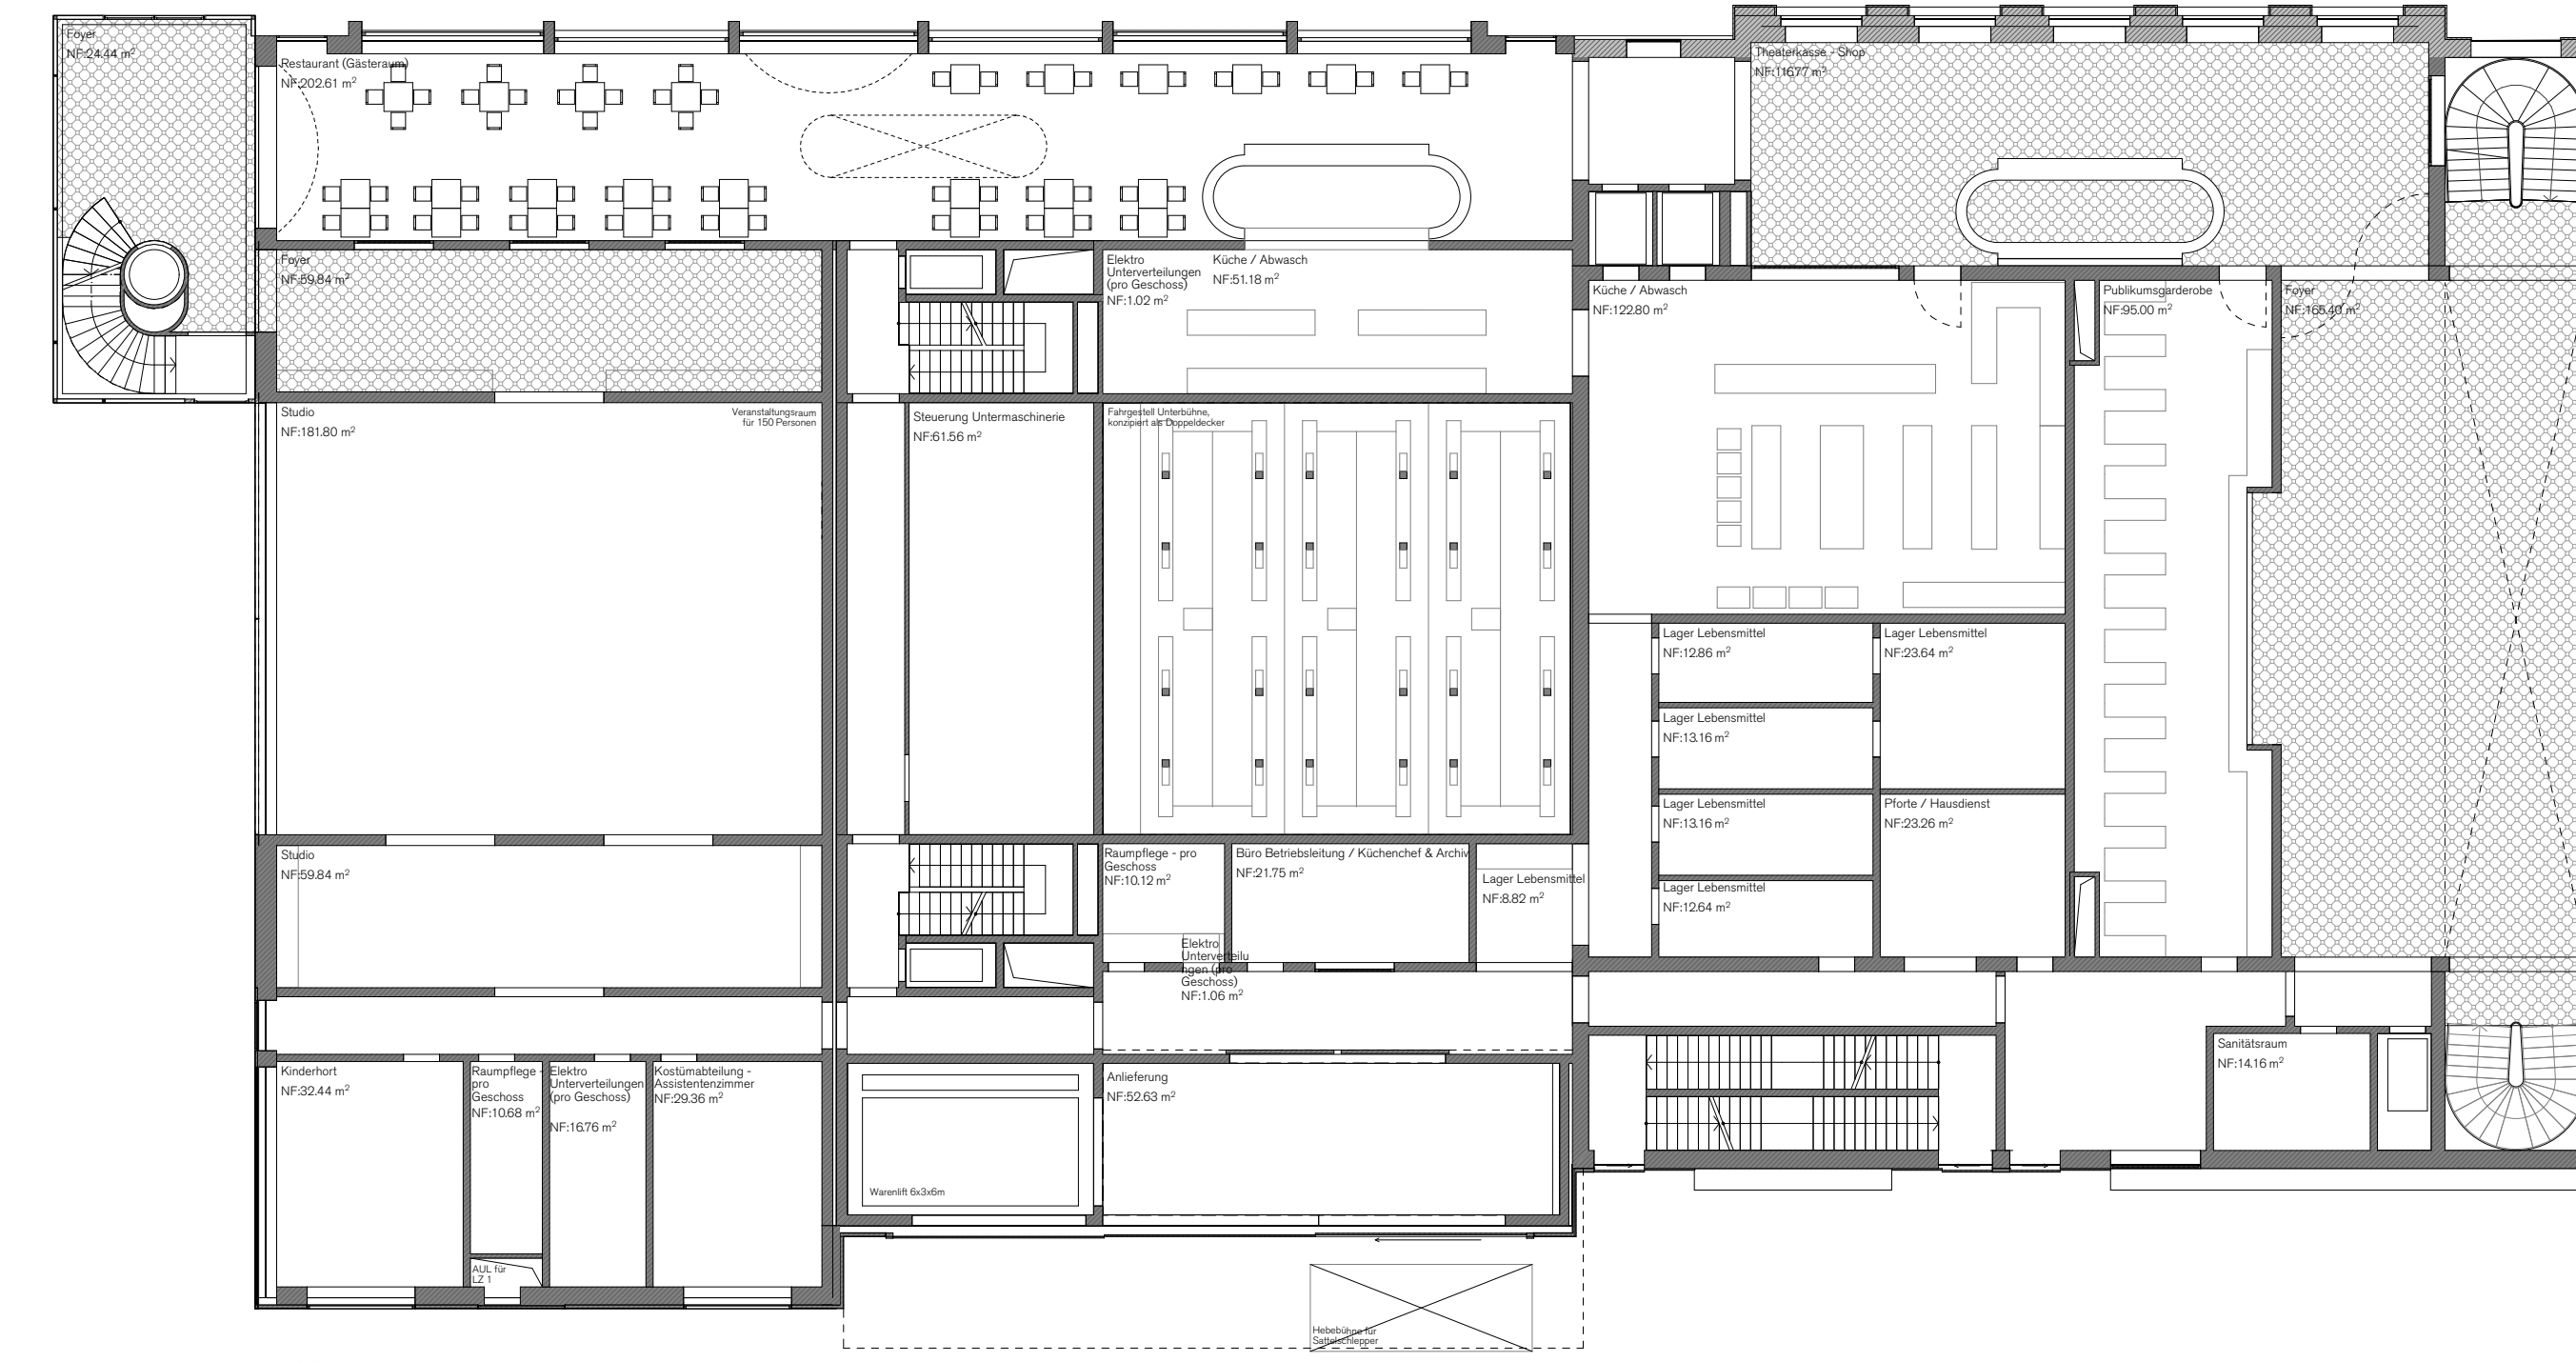 Foyer
NF:24.44 m²
Restaurant (Gästeraum)
NF:202.61 m²
Theaterkasse - Shop
NF:116.77 m²
Foyer
NF:59.84 m²
Elektro
Unterverteilungen
(pro Geschoss)
NF:1.02 m²
Küche / Abwasch
NF:51.18 m²
Küche / Abwasch
NF:122.80 m²
Publikumsgarderobe
NF:95.00 m²
Foyer
NF:165.40 m²
Studio
NF:181.80 m²
Veranstaltungsraum
für 150 Personen
Steuerung Untermaschinerie
NF:61.56 m²
Fahrgestell Unterbühne,
konzipiert als Doppeldecker
Lager Lebensmittel
NF:12.86 m²
Lager Lebensmittel
NF:23.64 m²
Lager Lebensmittel
NF:13.16 m²
Lager Lebensmittel
NF:13.16 m²
Pforte / Hausdienst
NF:23.26 m²
Lager Lebensmittel
NF:12.64 m²
Studio
NF:59.84 m²
Raumpflege - pro
Geschoss
NF:10.12 m²
Büro Betriebsleitung / Küchenchef & Archiv
NF:21.75 m²
Lager Lebensmittel
NF:8.82 m²
Elektro
Unterverteilu
ngen (pro
Geschoss)
NF:1.06 m²
Kinderhort
NF:32.44 m²
Raumpflege -
pro
Geschoss
NF:10.68 m²
Elektro
Unterverteilungen
(pro Geschoss)
NF:16.76 m²
Kostümabteilung -
Assistentenzimmer
NF:29.36 m²
Anlieferung
NF:52.63 m²
Sanitätsraum
NF:14.16 m²
Warenlift 6x3x6m
AUL für
LZ 1
Hebebühne für
Sattelschlepper